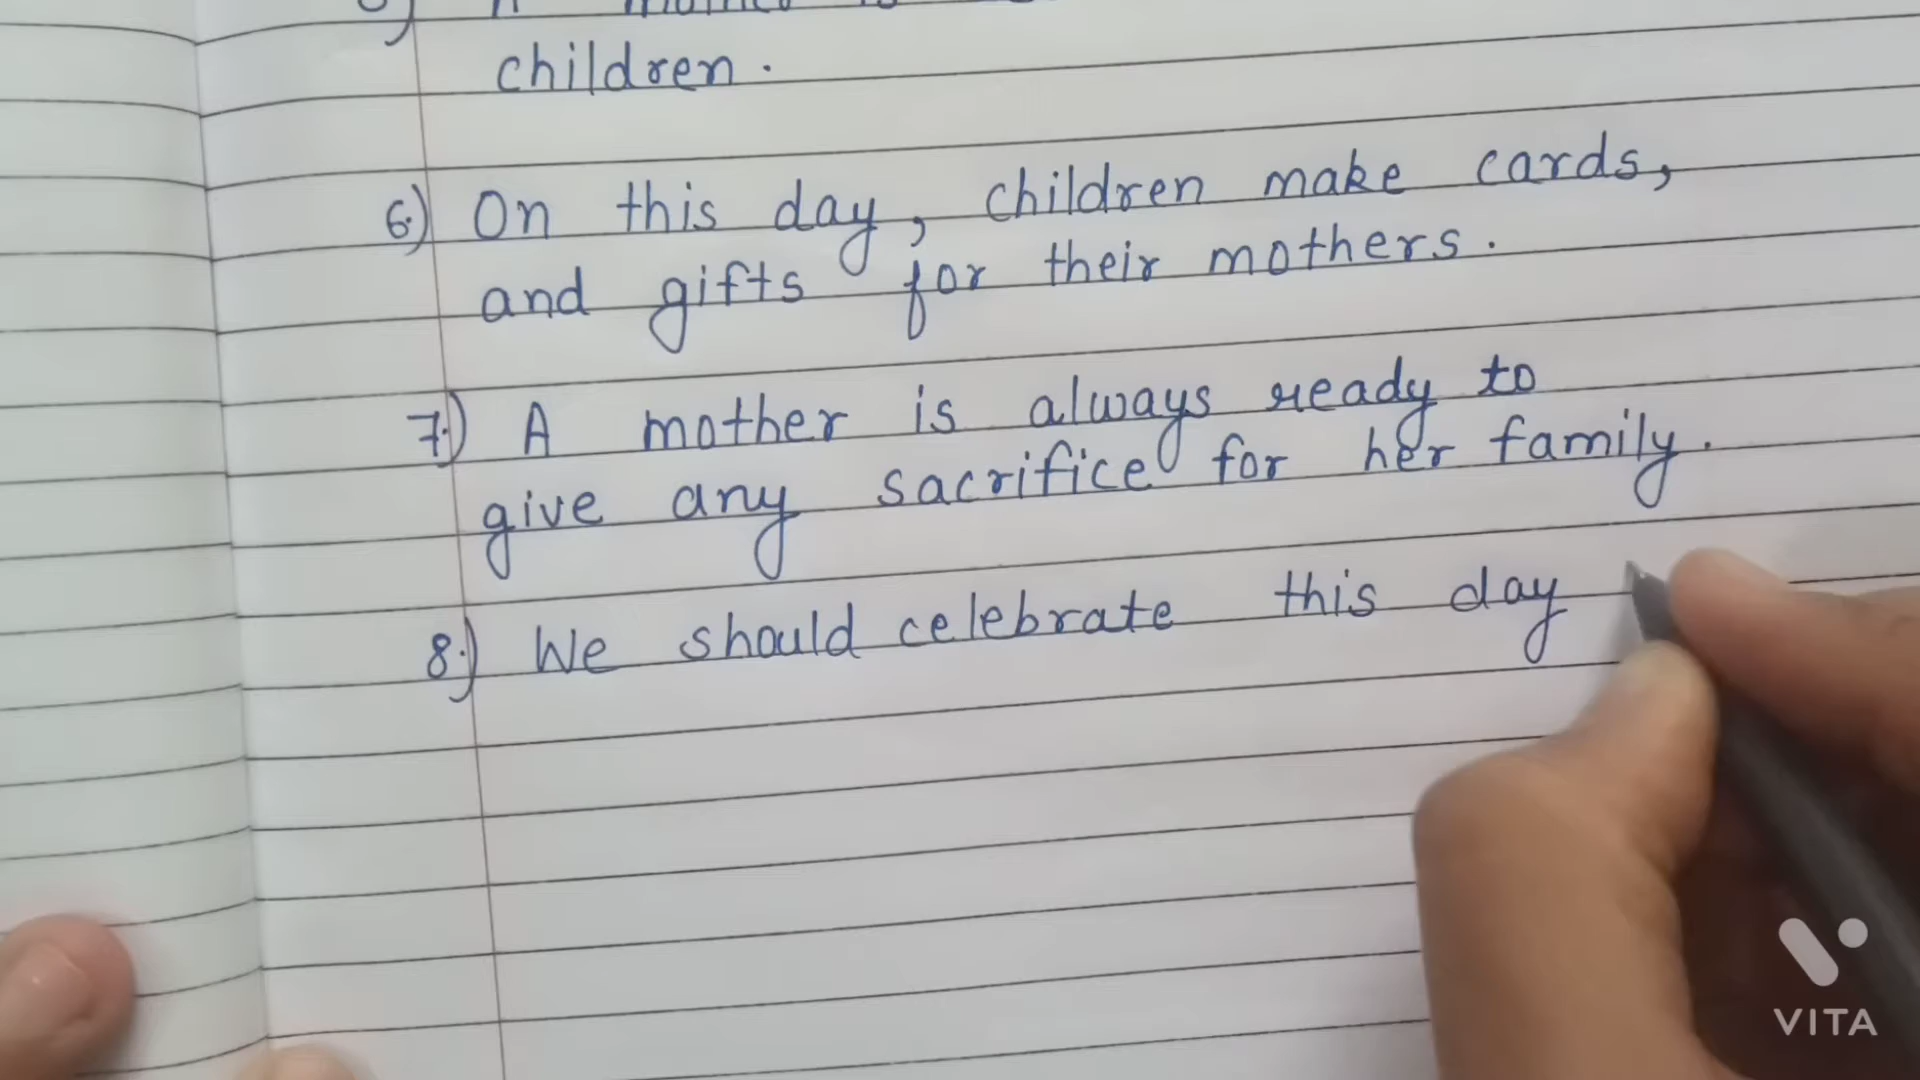 children.
6.) On this day, children make cards,
and gifts for their mothers.
7.) A mother is always ready to
give any sacrifice for her family.
8.) We should celebrate this day
VITA